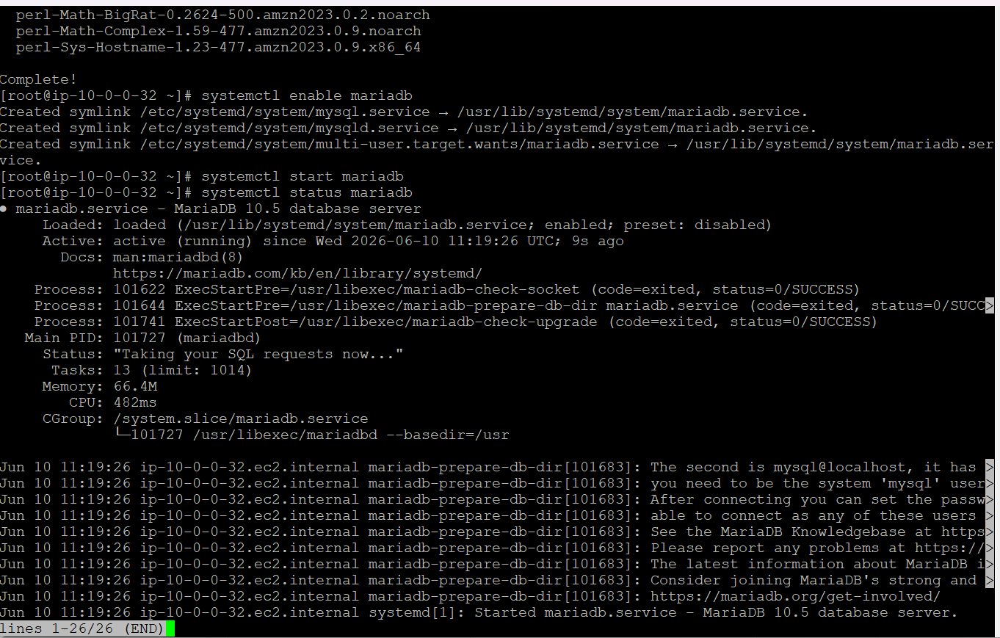 perl-Math-BigRat-0.2624-500.amzn2023.0.2.noarch
perl-Math-Complex-1.59-477.amzn2023.0.9.noarch
perl-Sys-Hostname-1.23-477.amzn2023.0.9.x86_64
Complete!
[root@ip-10-0-0-32 ~]# systemctl enable mariadb
Created symlink /etc/systemd/system/mysql.service → /usr/lib/systemd/system/mariadb.service.
Created symlink /etc/systemd/system/mysqld.service → /usr/lib/systemd/system/mariadb.service.
Created symlink /etc/systemd/system/multi-user.target.wants/mariadb.service → /usr/lib/systemd/system/mariadb.ser
vice.
[root@ip-10-0-0-32 ~]# systemctl start mariadb
[root@ip-10-0-0-32 ~]# systemctl status mariadb
● mariadb.service - MariaDB 10.5 database server
Loaded: loaded (/usr/lib/systemd/system/mariadb.service; enabled; preset: disabled)
Active: active (running) since Wed 2026-06-10 11:19:26 UTC; 9s ago
Docs: man:mariadbd(8)
https://mariadb.com/kb/en/library/systemd/
Process: 101622 ExecStartPre=/usr/libexec/mariadb-check-socket (code=exited, status=0/SUCCESS)
Process: 101644 ExecStartPre=/usr/libexec/mariadb-prepare-db-dir mariadb.service (code=exited, status=0/SUCC>
Process: 101741 ExecStartPost=/usr/libexec/mariadb-check-upgrade (code=exited, status=0/SUCCESS)
Main PID: 101727 (mariadbd)
Status: "Taking your SQL requests now..."
Tasks: 13 (limit: 1014)
Memory: 66.4M
CPU: 482ms
CGroup: /system.slice/mariadb.service
└─101727 /usr/libexec/mariadbd --basedir=/usr
Jun 10 11:19:26 ip-10-0-0-32.ec2.internal mariadb-prepare-db-dir[101683]: The second is mysql@localhost, it has >
Jun 10 11:19:26 ip-10-0-0-32.ec2.internal mariadb-prepare-db-dir[101683]: you need to be the system 'mysql' user>
Jun 10 11:19:26 ip-10-0-0-32.ec2.internal mariadb-prepare-db-dir[101683]: After connecting you can set the passw>
Jun 10 11:19:26 ip-10-0-0-32.ec2.internal mariadb-prepare-db-dir[101683]: able to connect as any of these users >
Jun 10 11:19:26 ip-10-0-0-32.ec2.internal mariadb-prepare-db-dir[101683]: See the MariaDB Knowledgebase at https>
Jun 10 11:19:26 ip-10-0-0-32.ec2.internal mariadb-prepare-db-dir[101683]: Please report any problems at https://>
Jun 10 11:19:26 ip-10-0-0-32.ec2.internal mariadb-prepare-db-dir[101683]: The latest information about MariaDB i>
Jun 10 11:19:26 ip-10-0-0-32.ec2.internal mariadb-prepare-db-dir[101683]: Consider joining MariaDB's strong and >
Jun 10 11:19:26 ip-10-0-0-32.ec2.internal mariadb-prepare-db-dir[101683]: https://mariadb.org/get-involved/
Jun 10 11:19:26 ip-10-0-0-32.ec2.internal systemd[1]: Started mariadb.service - MariaDB 10.5 database server.
lines 1-26/26 (END)